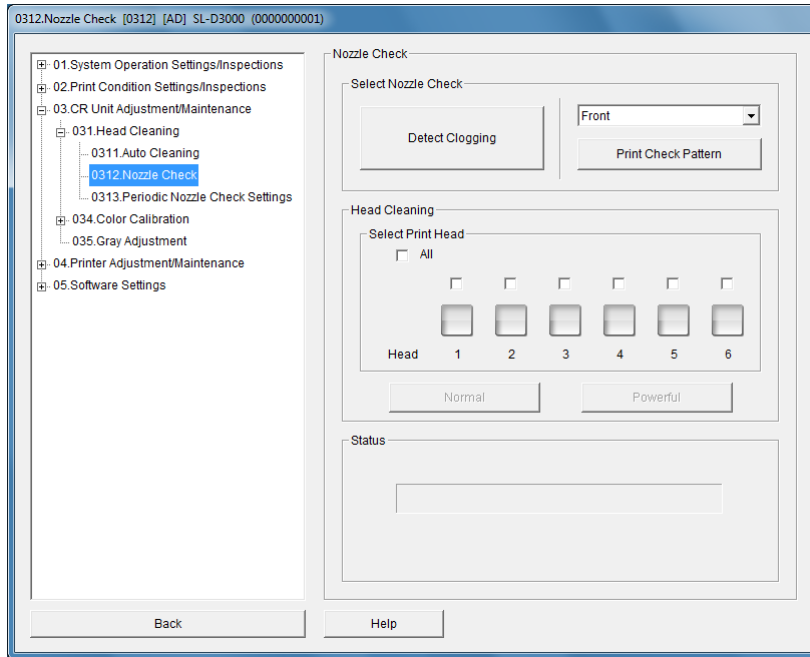 0312.Nozzle Check [0312] [AD] SL-D3000 (0000000001)
01.System Operation Settings/Inspections
02.Print Condition Settings/Inspections
03.CR Unit Adjustment/Maintenance
031.Head Cleaning
0311.Auto Cleaning
0312.Nozzle Check
0313.Periodic Nozzle Check Settings
034.Color Calibration
035.Gray Adjustment
04.Printer Adjustment/Maintenance
05.Software Settings
Back
Nozzle Check
Select Nozzle Check
Detect Clogging
Front
Print Check Pattern
Head Cleaning
Select Print Head
All
Head 1 2 3 4 5 6
Normal Powerful
Status
Help